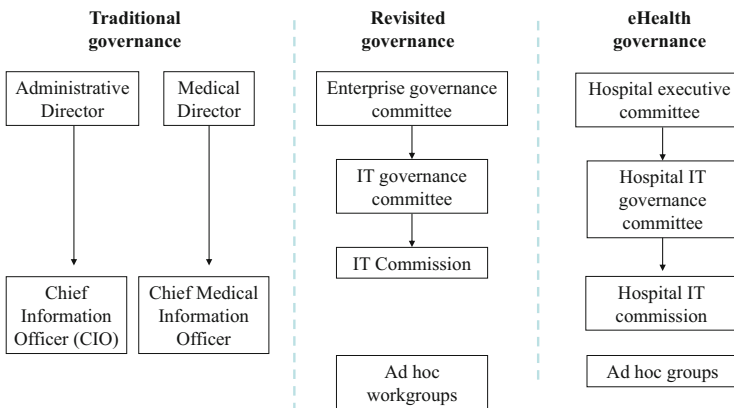 Traditional
governance
Administrative
Director
Medical
Director
Chief
Information
Officer (CIO)
Chief Medical
Information
Officer
Revisited
governance
Enterprise governance
committee
IT governance
committee
IT Commission
Ad hoc
workgroups
eHealth
governance
Hospital executive
committee
Hospital IT
governance
committee
Hospital IT
commission
Ad hoc groups